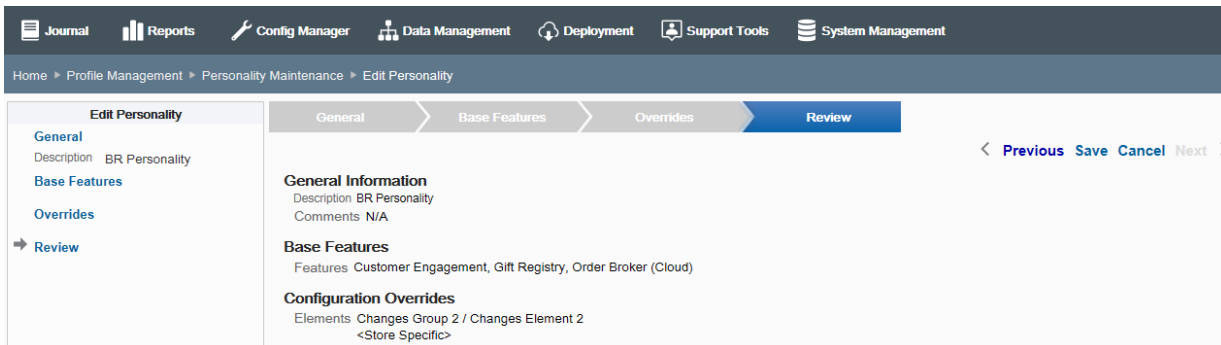 Journal Reports Config Manager Data Management Deployment Support Tools System Management
Home Profile Management Personality Maintenance Edit Personality
Edit Personality
General
Description BR Personality
Base Features
Overrides
Review
General Base Features Overrides Review
Previous Save Cancel Next
General Information
Description BR Personality
Comments N/A
Base Features
Features Customer Engagement, Gift Registry, Order Broker (Cloud)
Configuration Overrides
Elements Changes Group 2 / Changes Element 2
<Store Specific>